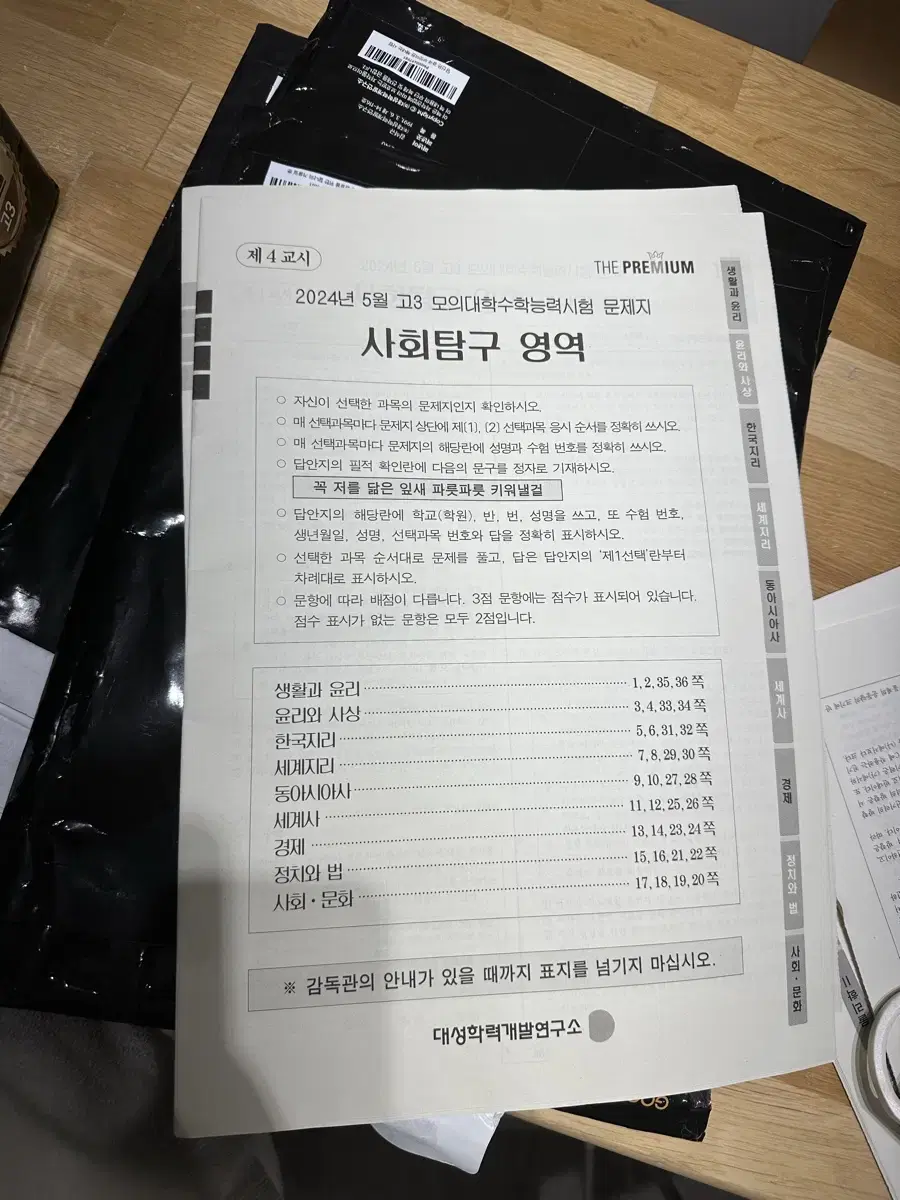 제 4 교시
THE PREMIUM
2024년 5월 고3 모의대학수학능력시험 문제지
사회탐구 영역
○ 자신이 선택한 과목의 문제지인지 확인하시오.
○ 매 선택과목마다 문제지 상단에 제(1), (2) 선택과목 응시 순서를 정확히 쓰시오.
○ 매 선택과목마다 문제지의 해당란에 성명과 수험 번호를 정확히 쓰시오.
○ 답안지의 필적 확인란에 다음의 문구를 정자로 기재하시오.
꼭 저를 닮은 잎새 파릇파릇 키워낼걸
○ 답안지의 해당란에 학교(학원), 반, 번, 성명을 쓰고, 또 수험 번호,
생년월일, 성명, 선택과목 번호와 답을 정확히 표시하시오.
○ 선택한 과목 순서대로 문제를 풀고, 답은 답안지의 '제1선택'란부터
차례대로 표시하시오.
○ 문항에 따라 배점이 다릅니다. 3점 문항에는 점수가 표시되어 있습니다.
점수 표시가 없는 문항은 모두 2점입니다.
생활과 윤리 1, 2, 35, 36 쪽
윤리와 사상 3, 4, 33, 34 쪽
한국지리 5, 6, 31, 32 쪽
세계지리 7, 8, 29, 30 쪽
동아시아사 9, 10, 27, 28 쪽
세계사 11, 12, 25, 26 쪽
경제 13, 14, 23, 24 쪽
정치와 법 15, 16, 21, 22 쪽
사회·문화 17, 18, 19, 20 쪽
※ 감독관의 안내가 있을 때까지 표지를 넘기지 마십시오.
대성학력개발연구소
생활과 윤리
윤리와 사상
한국지리
세계지리
동아시아사
세계사
경제
정치와 법
사회·문화
고3